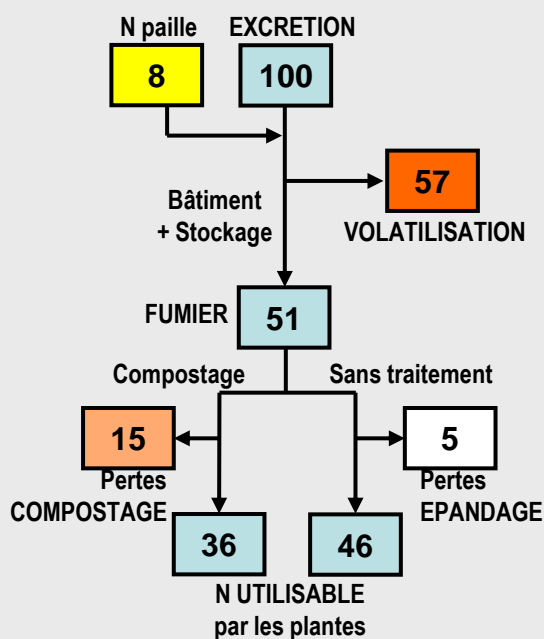 N paille EXCRETION
8 100
57
Bâtiment
+ Stockage
VOLATILISATION
FUMIER 51
Compostage Sans traitement
15 5
Pertes Pertes
COMPOSTAGE EPANDAGE
36 46
N UTILISABLE
par les plantes